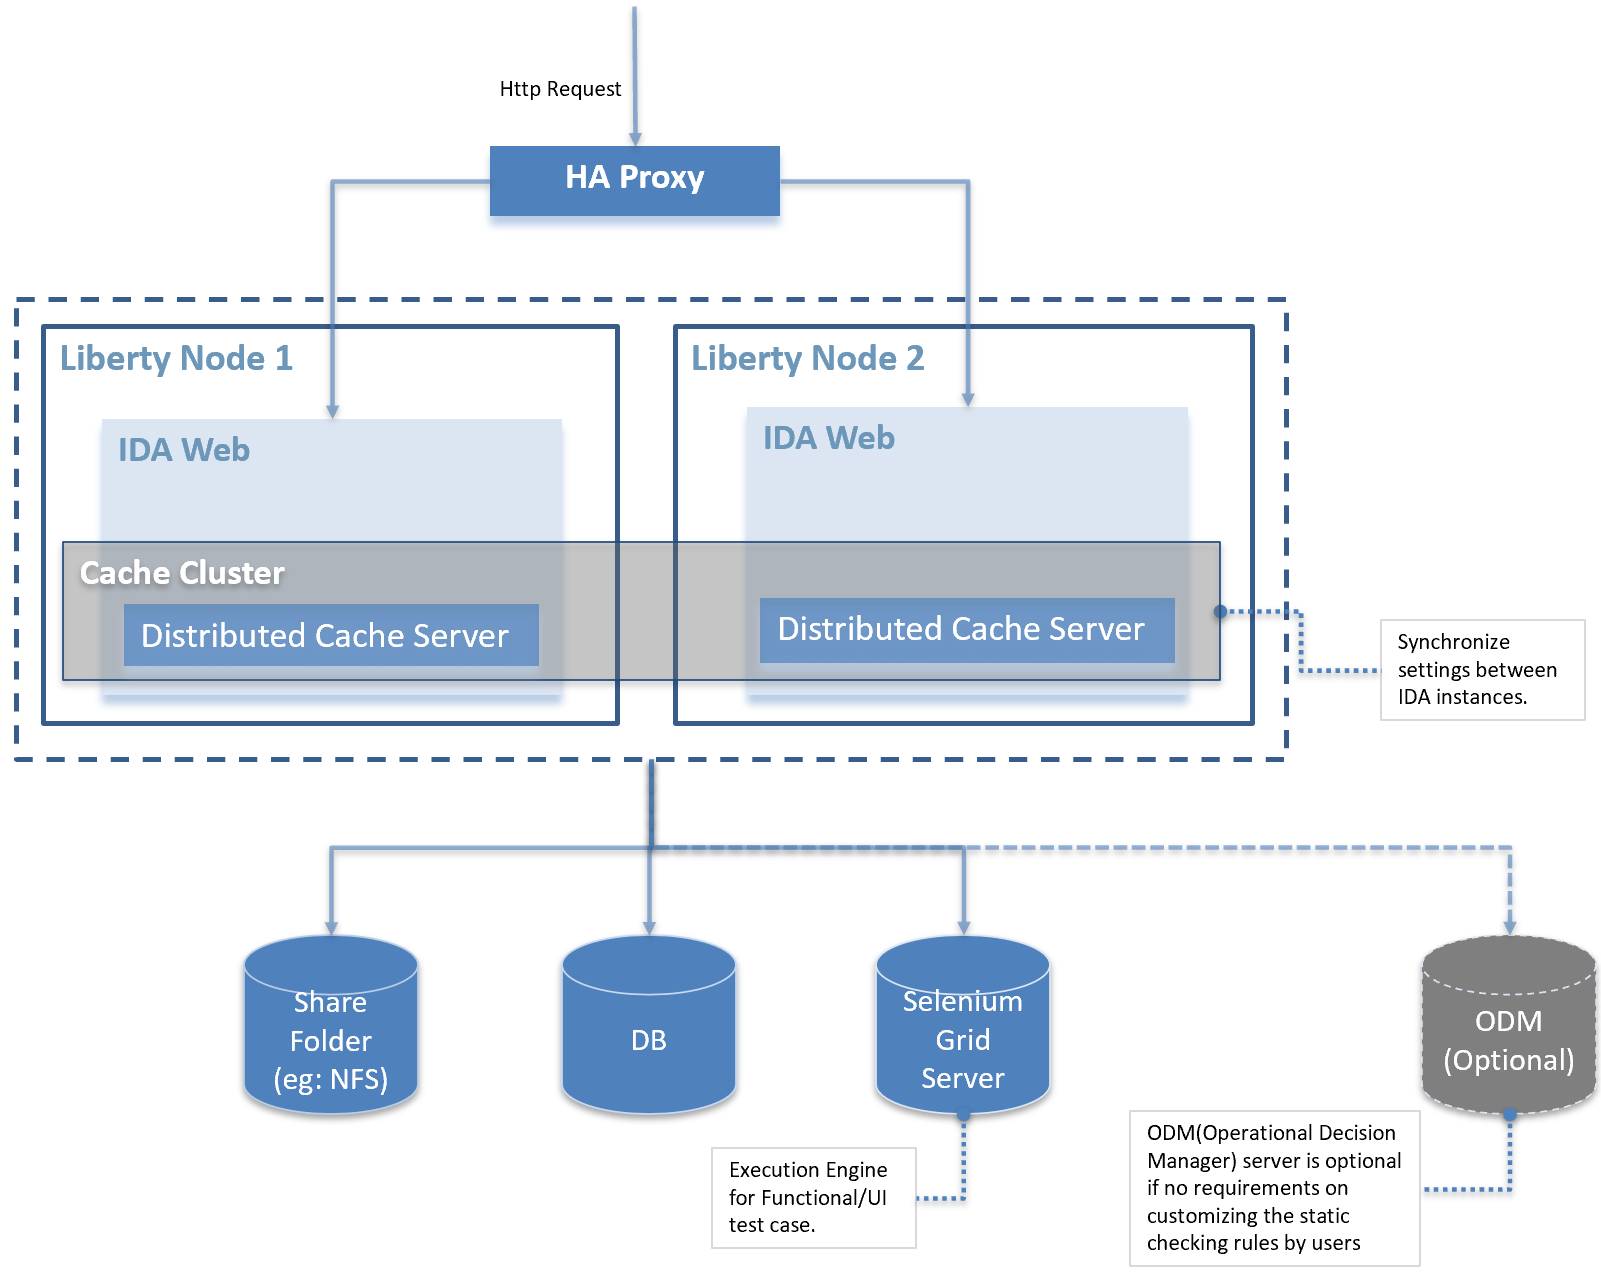 Http Request
HA Proxy
Liberty Node 1
Liberty Node 2
IDA Web
IDA Web
Cache Cluster
Distributed Cache Server
Distributed Cache Server
Synchronize
settings between
IDA instances.
Share
Folder
(eg: NFS)
DB
Selenium
Grid
Server
ODM
(Optional)
Execution Engine
for Functional/UI
test case.
ODM(Operational Decision
Manager) server is optional
if no requirements on
customizing the static
checking rules by users